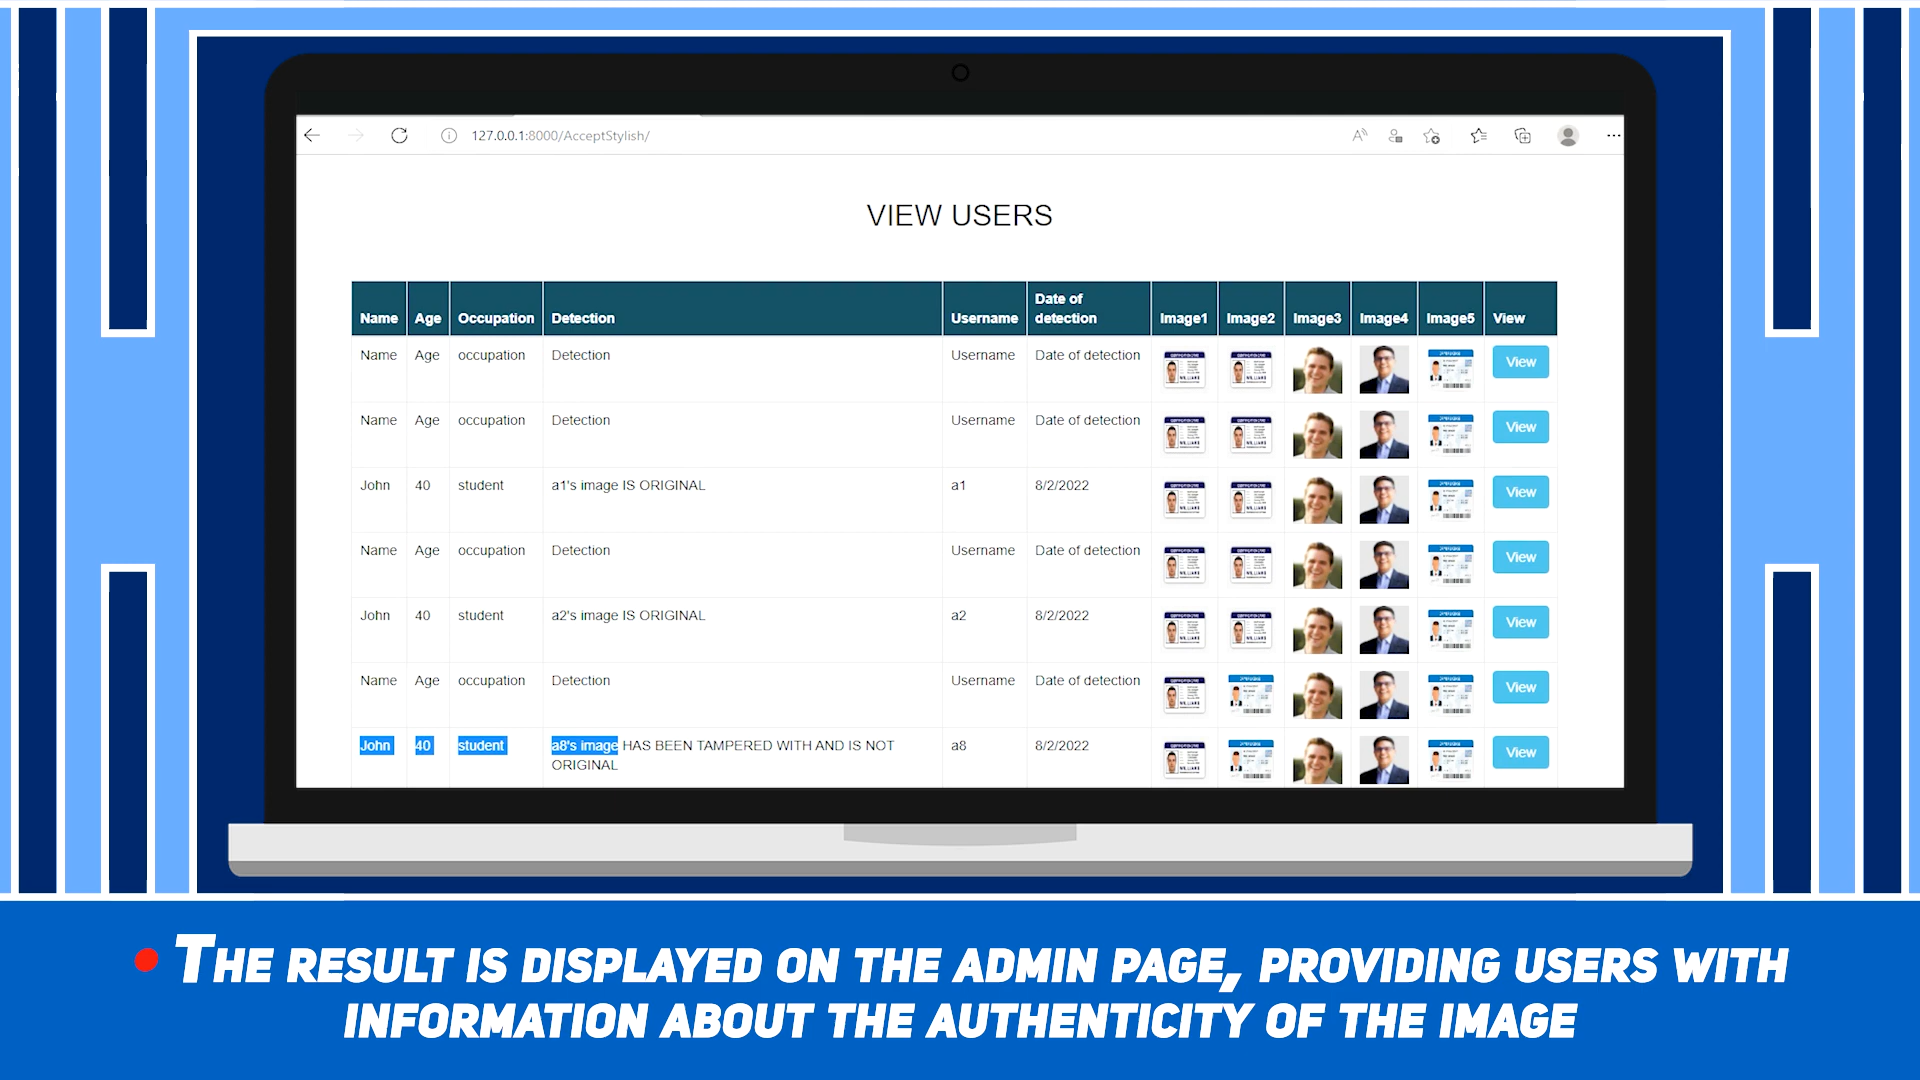 127.0.0.1:8000/AcceptStylish/
VIEW USERS
Name Age Occupation Detection Username Date of detection Image1 Image2 Image3 Image4 Image5 View
Name Age occupation Detection Username Date of detection View
Name Age occupation Detection Username Date of detection View
John 40 student a1's image IS ORIGINAL a1 8/2/2022 View
Name Age occupation Detection Username Date of detection View
John 40 student a2's image IS ORIGINAL a2 8/2/2022 View
Name Age occupation Detection Username Date of detection View
John 40 student a8's image HAS BEEN TAMPERED WITH AND IS NOT ORIGINAL a8 8/2/2022 View
THE RESULT IS DISPLAYED ON THE ADMIN PAGE, PROVIDING USERS WITH
INFORMATION ABOUT THE AUTHENTICITY OF THE IMAGE